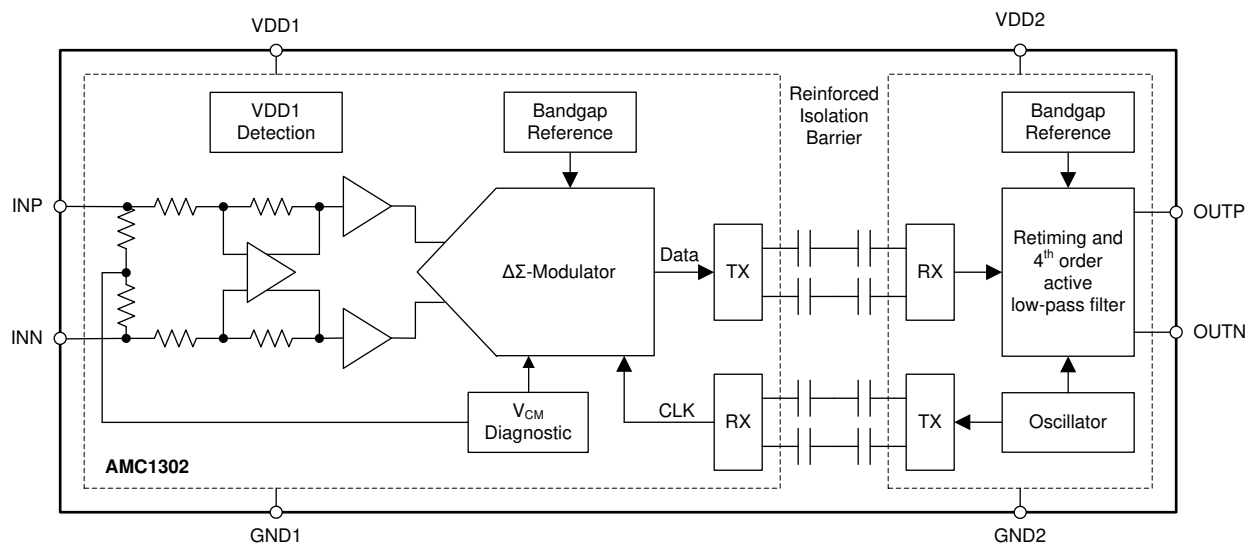 VDD1
VDD2
VDD1
Detection
Bandgap
Reference
Reinforced
Isolation
Barrier
Bandgap
Reference
INP
INN
ΔΣ-Modulator
Data
TX
RX
Retiming and
4th order
active
low-pass filter
OUTP
OUTN
VCM
Diagnostic
CLK
RX
TX
Oscillator
AMC1302
GND1
GND2